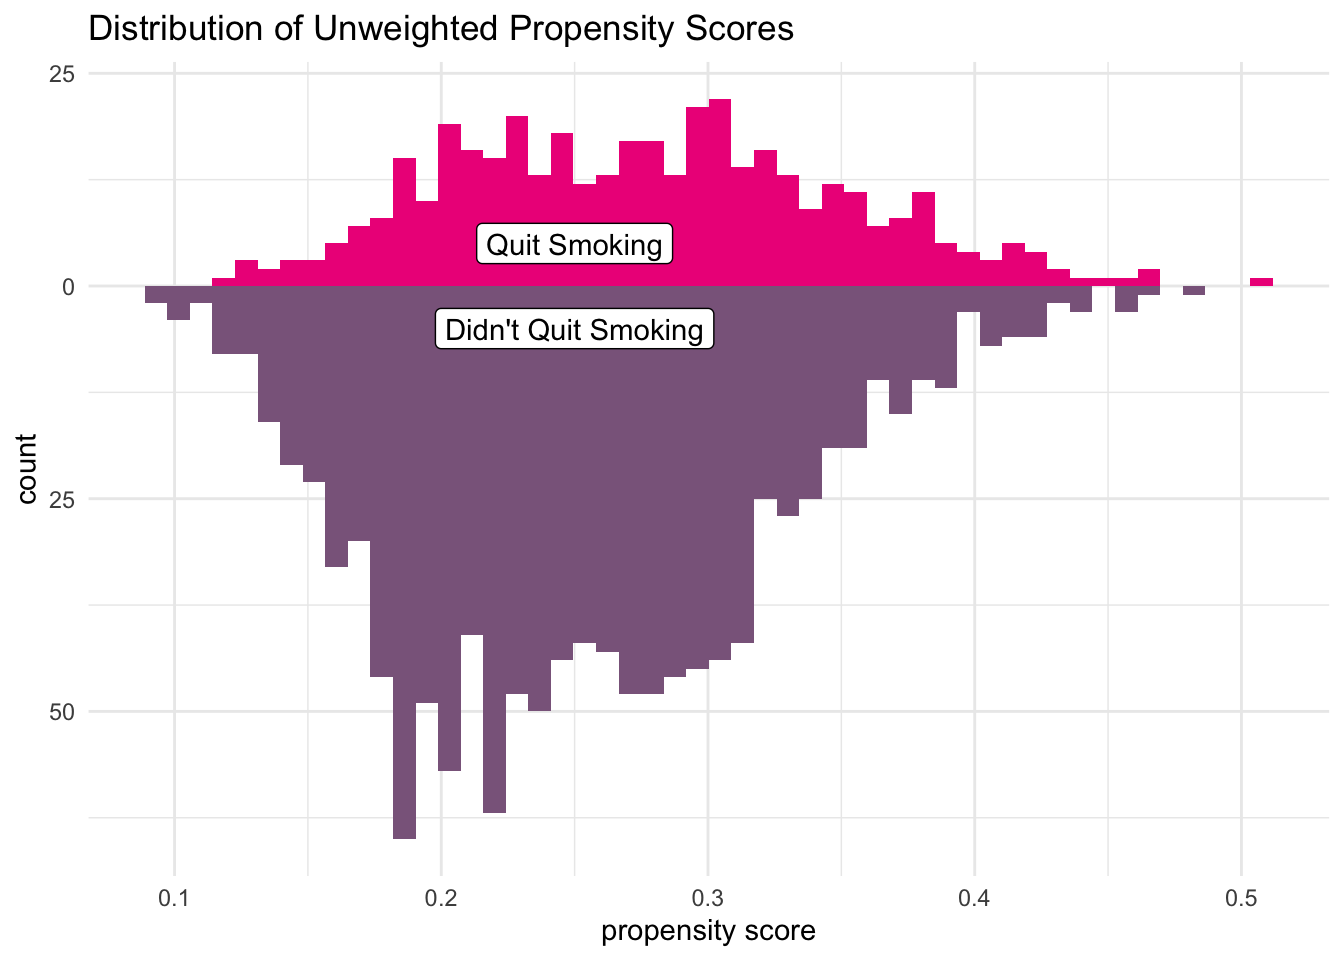 Distribution of Unweighted Propensity Scores
25
Quit Smoking
0
Didn't Quit Smoking
count
25
50
0.1 0.2 0.3 0.4 0.5
propensity score